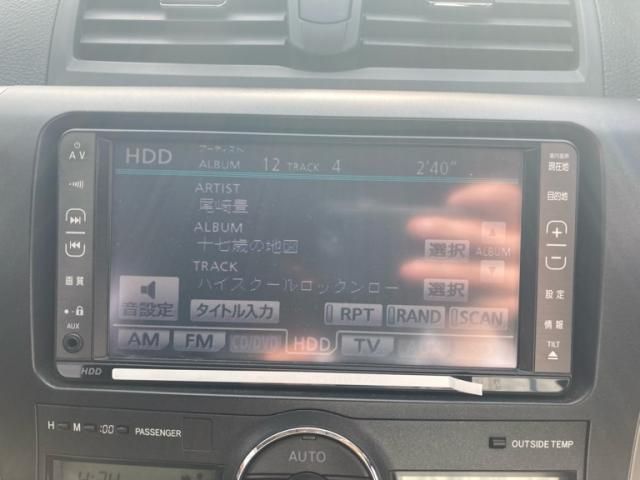 AV
HDD アーティスト ALBUM 12 TRACK 4 2'40"
ARTIST
尾崎豊
ALBUM
十七歳の地図 選択 ALBUM
TRACK
ハイスクールロックンロー 選択
音設定 タイトル入力 RPT RAND SCAN
AM FM CD/DVD HDD TV
画質
AUX
HDD
現在地
目的地
設定
情報
TILT
H M :00 PASSENGER
AUTO
OUTSIDE TEMP